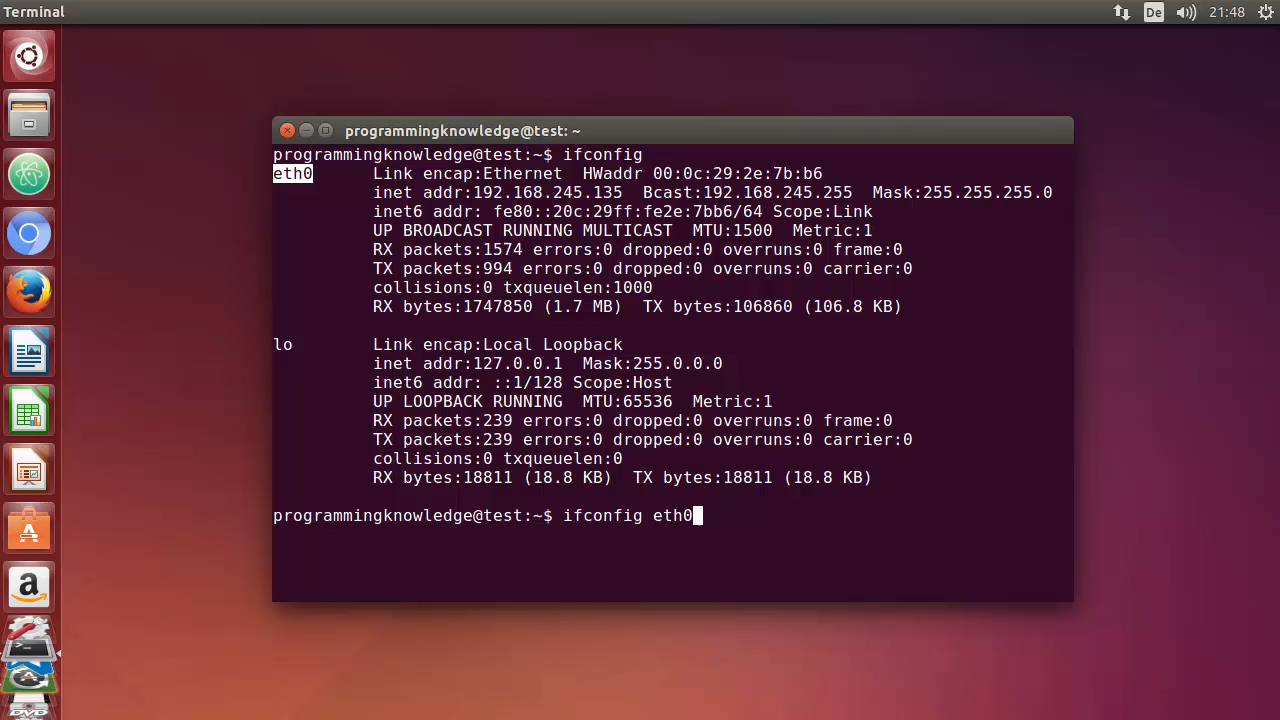 Terminal
De
21:48
programmingknowledge@test: ~
programmingknowledge@test:~$ ifconfig
eth0 Link encap:Ethernet HWaddr 00:0c:29:2e:7b:b6
inet addr:192.168.245.135 Bcast:192.168.245.255 Mask:255.255.255.0
inet6 addr: fe80::20c:29ff:fe2e:7bb6/64 Scope:Link
UP BROADCAST RUNNING MULTICAST MTU:1500 Metric:1
RX packets:1574 errors:0 dropped:0 overruns:0 frame:0
TX packets:994 errors:0 dropped:0 overruns:0 carrier:0
collisions:0 txqueuelen:1000
RX bytes:1747850 (1.7 MB) TX bytes:106860 (106.8 KB)
lo Link encap:Local Loopback
inet addr:127.0.0.1 Mask:255.0.0.0
inet6 addr: ::1/128 Scope:Host
UP LOOPBACK RUNNING MTU:65536 Metric:1
RX packets:239 errors:0 dropped:0 overruns:0 frame:0
TX packets:239 errors:0 dropped:0 overruns:0 carrier:0
collisions:0 txqueuelen:0
RX bytes:18811 (18.8 KB) TX bytes:18811 (18.8 KB)
programmingknowledge@test:~$ ifconfig eth0
a
DVD